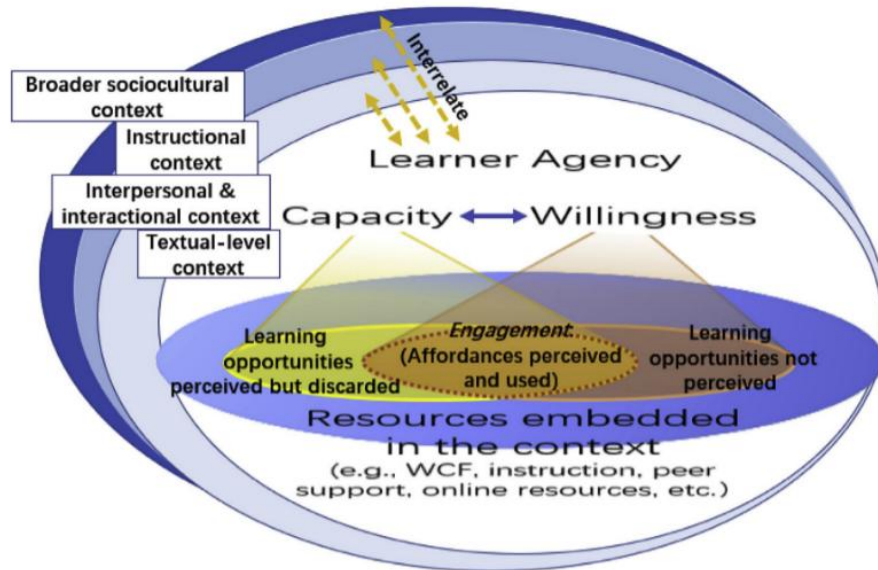 Interrelate
Broader sociocultural
context
Instructional
context
Interpersonal &
interactional context
Textual-level
context
Learner Agency
Capacity
Willingness
Learning
opportunities
perceived but discarded
Engagement
(Affordances perceived
and used)
Learning
opportunities not
perceived
Resources embedded
in the context
(e.g., WCF, instruction, peer
support, online resources, etc.)